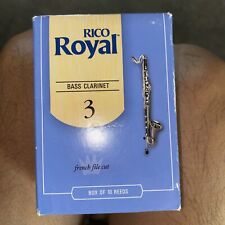 RICO
Royal
BASS CLARINET
3
french file cut
BOX OF 10 REEDS